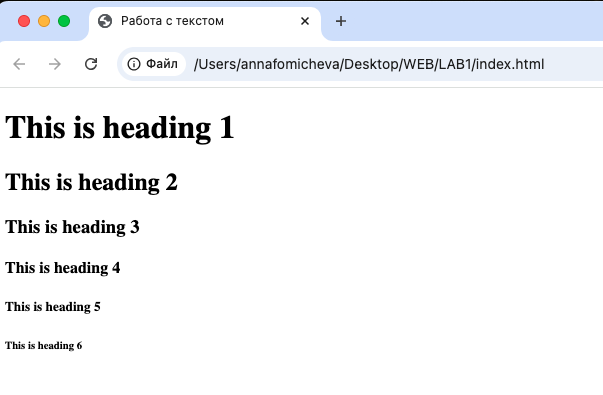 Работа с текстом
Файл /Users/annafomicheva/Desktop/WEB/LAB1/index.html
This is heading 1
This is heading 2
This is heading 3
This is heading 4
This is heading 5
This is heading 6